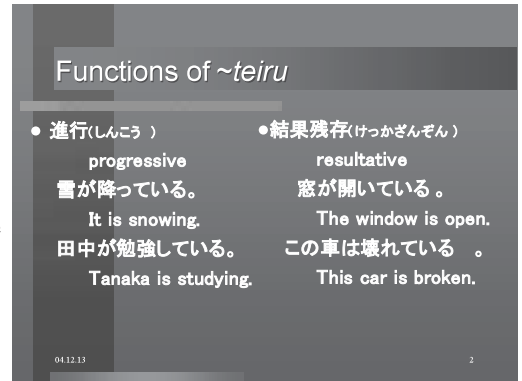 Functions of ~teiru
● 進行(しんこう )
progressive
雪が降っている。
It is snowing.
田中が勉強している。
Tanaka is studying.
●結果残存(けっかざんぞん)
resultative
窓が開いている 。
The window is open.
この車は壊れている 。
This car is broken.
04.12.13
2